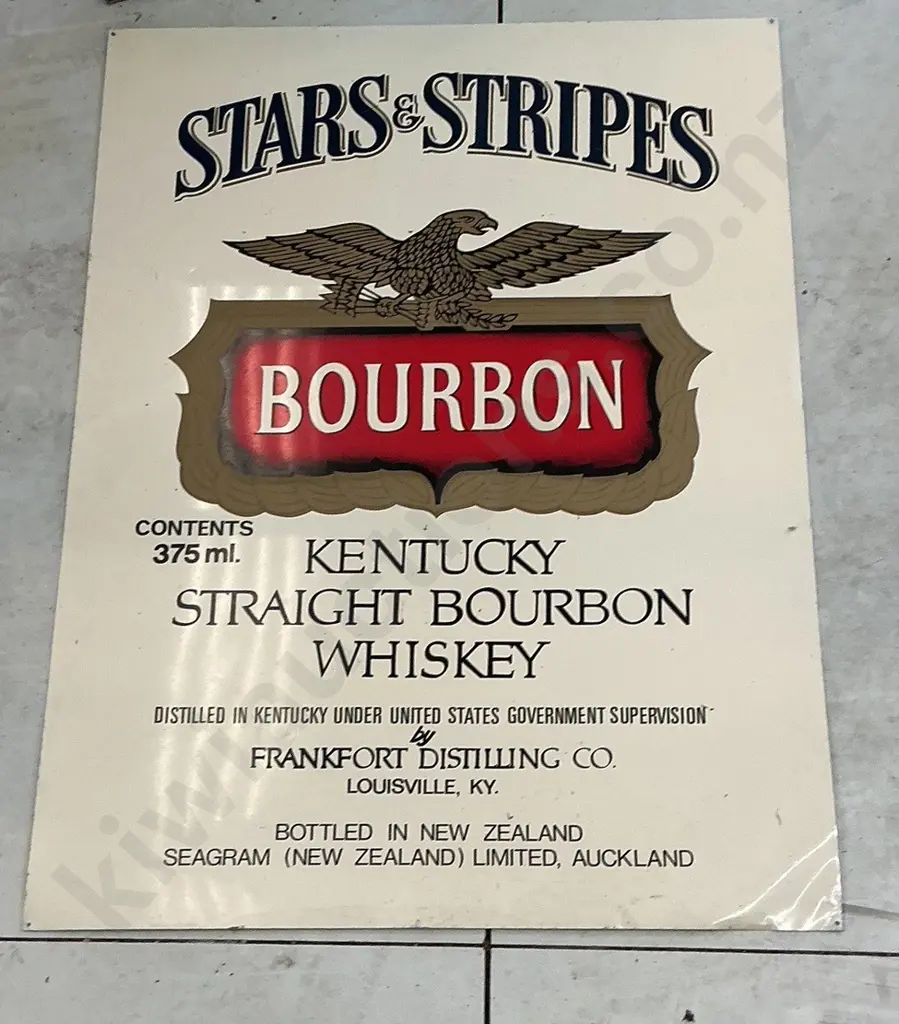 STARS & STRIPES
BOURBON
CONTENTS
375 ml.
KENTUCKY
STRAIGHT BOURBON
WHISKEY
DISTILLED IN KENTUCKY UNDER UNITED STATES GOVERNMENT SUPERVISION
by
FRANKFORT DISTILLING CO.
LOUISVILLE, KY.
BOTTLED IN NEW ZEALAND
SEAGRAM (NEW ZEALAND) LIMITED, AUCKLAND